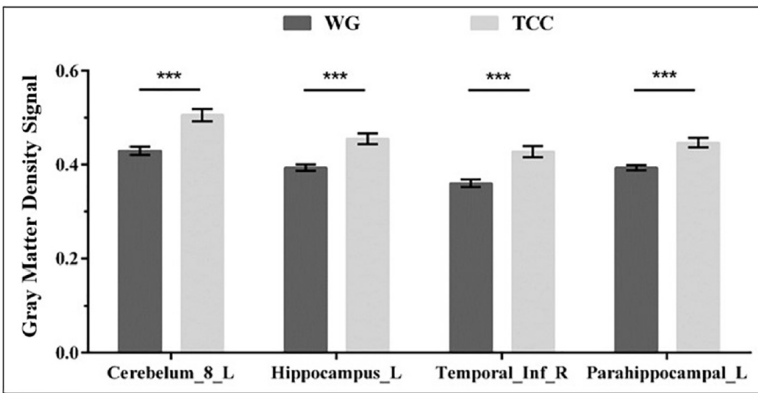 WG TCC
Gray Matter Density Signal
0.6
0.4
0.2
0.0
*** *** *** ***
Cerebelum_8_L Hippocampus_L Temporal_Inf_R Parahippocampal_L